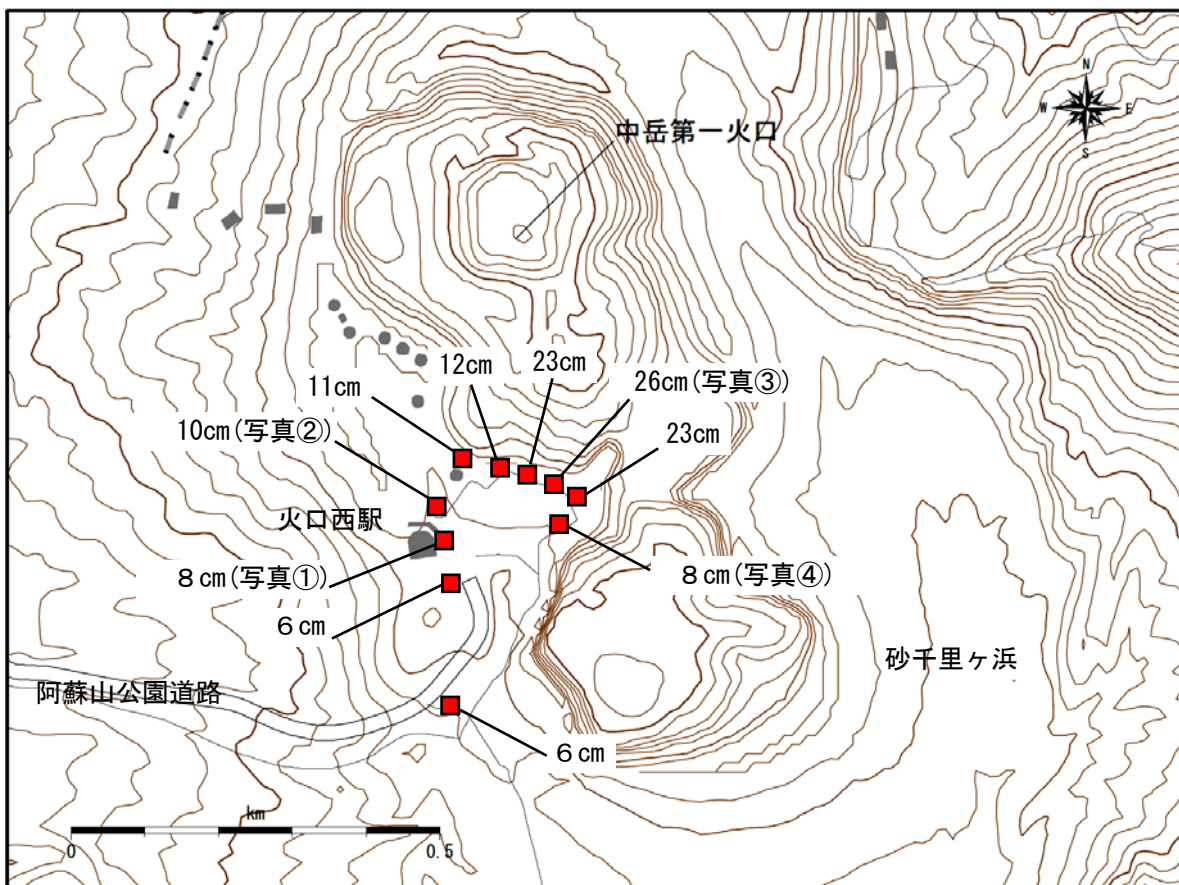 N
W E
S
中岳第一火口
12cm
23cm
11cm
26cm(写真③)
10cm(写真②)
23cm
火口西駅
8cm(写真①)
8cm(写真④)
6cm
砂千里ヶ浜
阿蘇山公園道路
6cm
km
0 0.5